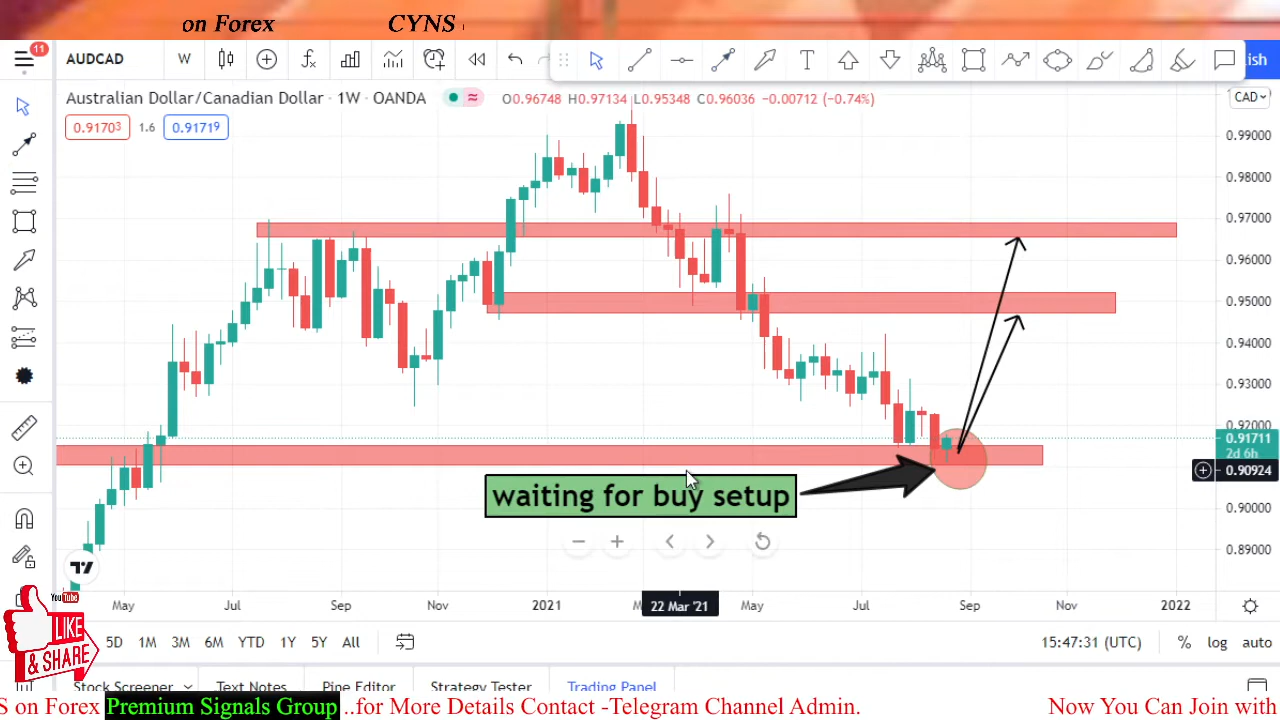 on Forex CYNS
11 AUDCAD W ish
Australian Dollar/Canadian Dollar · 1W · OANDA O0.96748 H0.97134 L0.95348 C0.96036 −0.00712 (−0.74%) CAD
0.91703 1.6 0.91719
0.99000
0.98000
0.97000
0.96000
0.95000
0.94000
0.93000
0.92000
0.91711
2d 6h
0.90924
waiting for buy setup
0.90000
0.89000
May Jul Sep Nov 2021 22 Mar '21 May Jul Sep Nov 2022
YouTube
LIKE
& SHARE
5D 1M 3M 6M YTD 1Y 5Y All 15:47:31 (UTC) % log auto
Stock Screener Text Notes Pine Editor Strategy Tester Trading Panel
S on Forex Premium Signals Group ..for More Details Contact -Telegram Channel Admin. Now You Can Join with